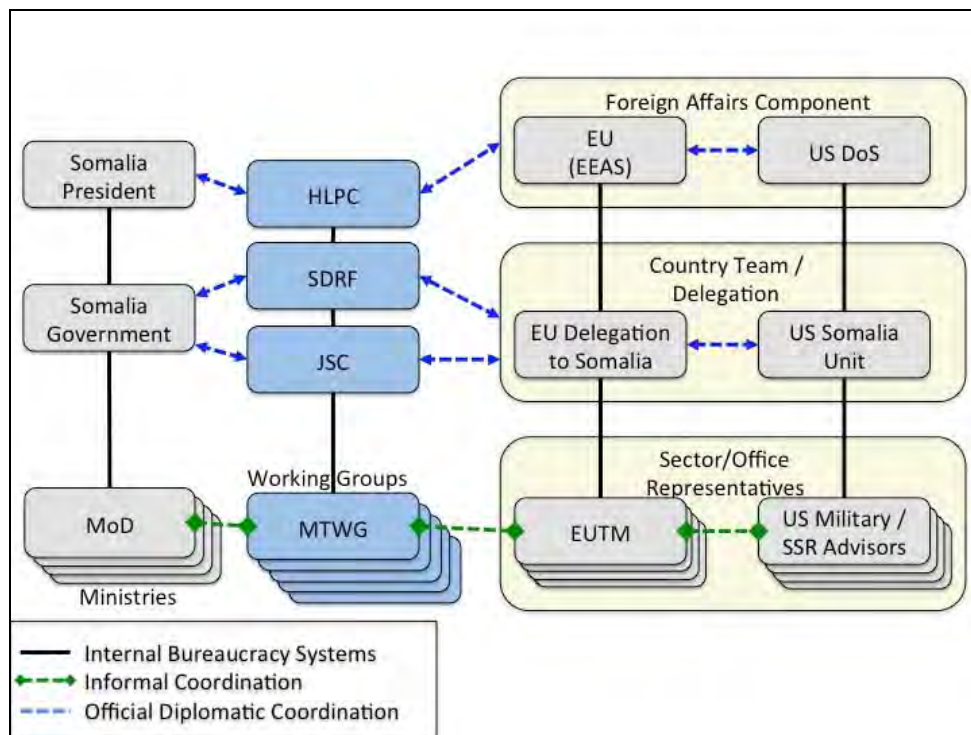 Foreign Affairs Component
Somalia
President
HLPC
EU
(EEAS)
US DoS
Somalia
Government
SDRF
JSC
Country Team /
Delegation
EU Delegation
to Somalia
US Somalia
Unit
Working Groups
Sector/Office
Representatives
MoD
MTWG
EUTM
US Military /
SSR Advisors
Ministries
Internal Bureaucracy Systems
Informal Coordination
Official Diplomatic Coordination